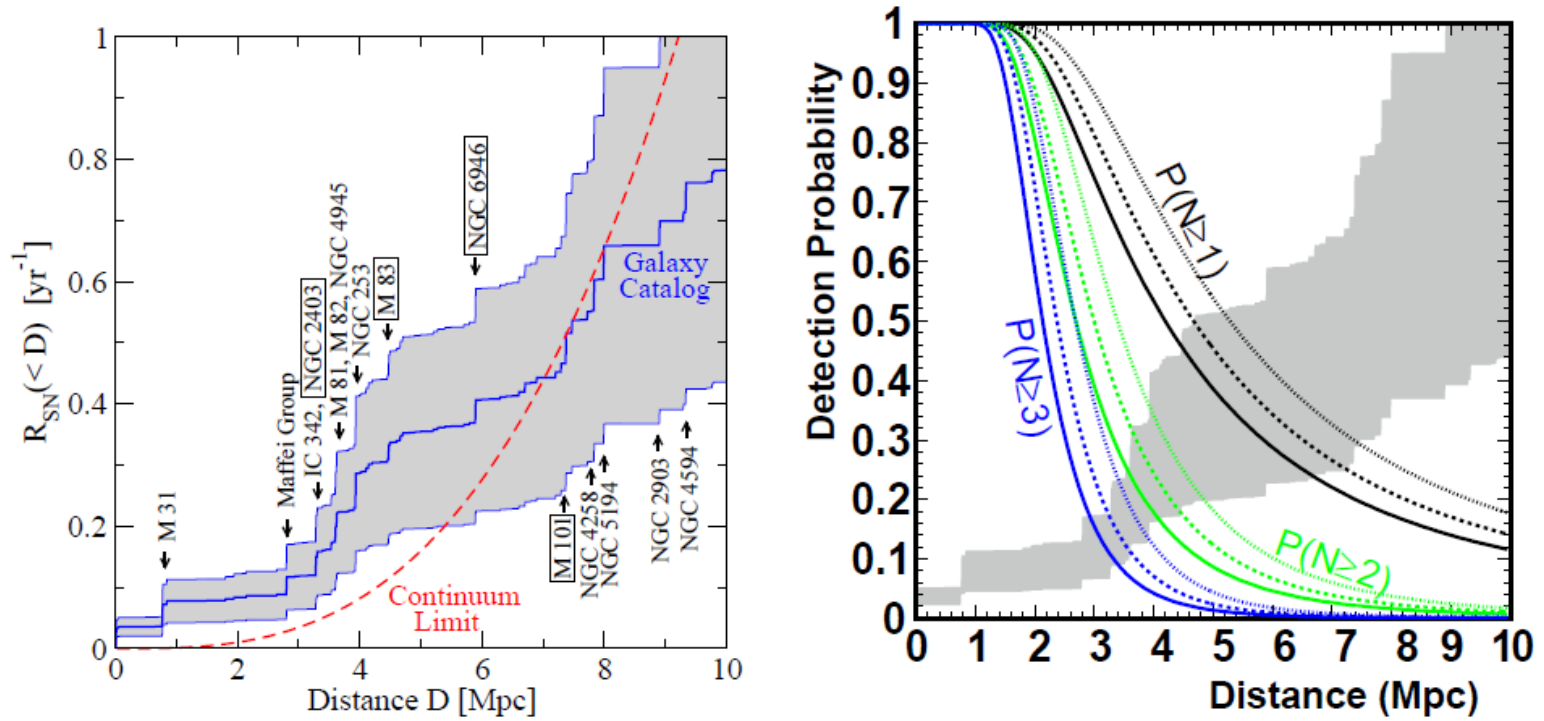 R_SN(< D) [yr^-1]
1
0.8
0.6
0.4
0.2
0
0
2
4
6
8
10
Distance D [Mpc]
M 31
Maffei Group
IC 342, NGC 2403
M 81, M 82, NGC 4945
NGC 253
M 83
NGC 6946
M 101
NGC 4258
NGC 5194
NGC 2903
NGC 4594
Galaxy
Catalog
Continuum
Limit
Detection Probability
1
0.9
0.8
0.7
0.6
0.5
0.4
0.3
0.2
0.1
0
0 1 2 3 4 5 6 7 8 9 10
Distance (Mpc)
P(N≥1)
P(N≥2)
P(N≥3)